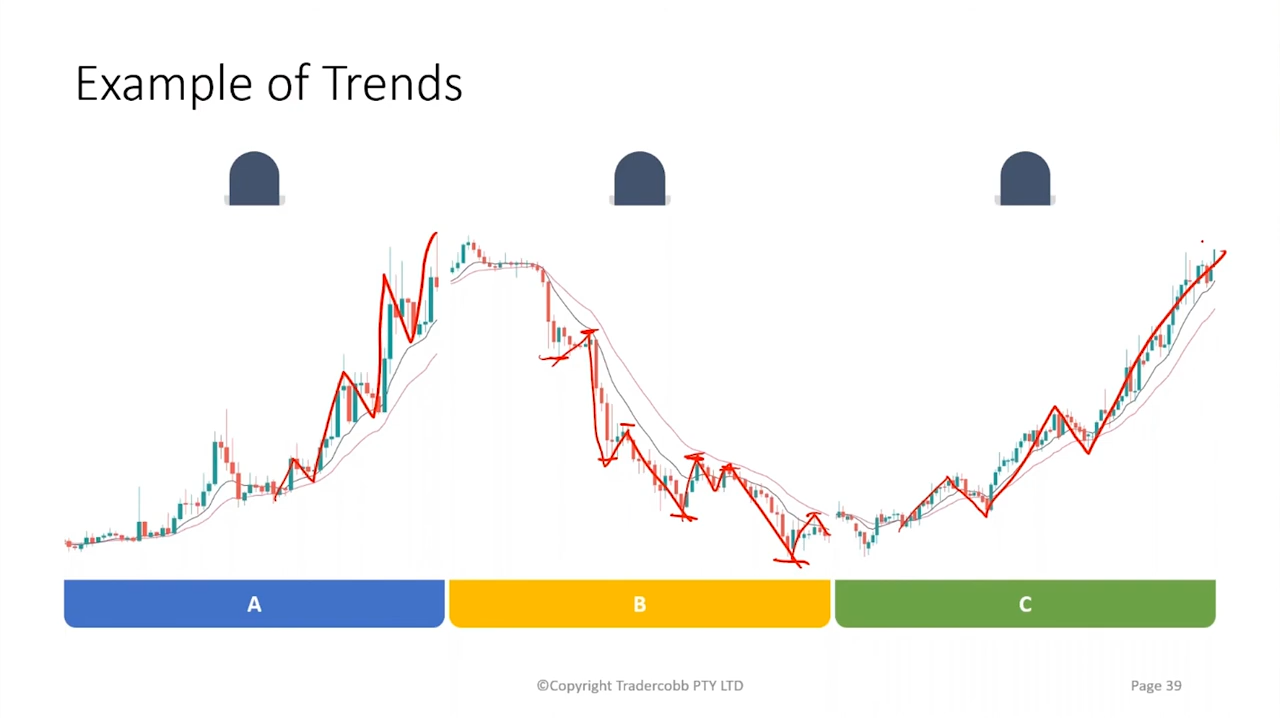 Example of Trends
A
B
C
©Copyright Tradercobb PTY LTD
Page 39